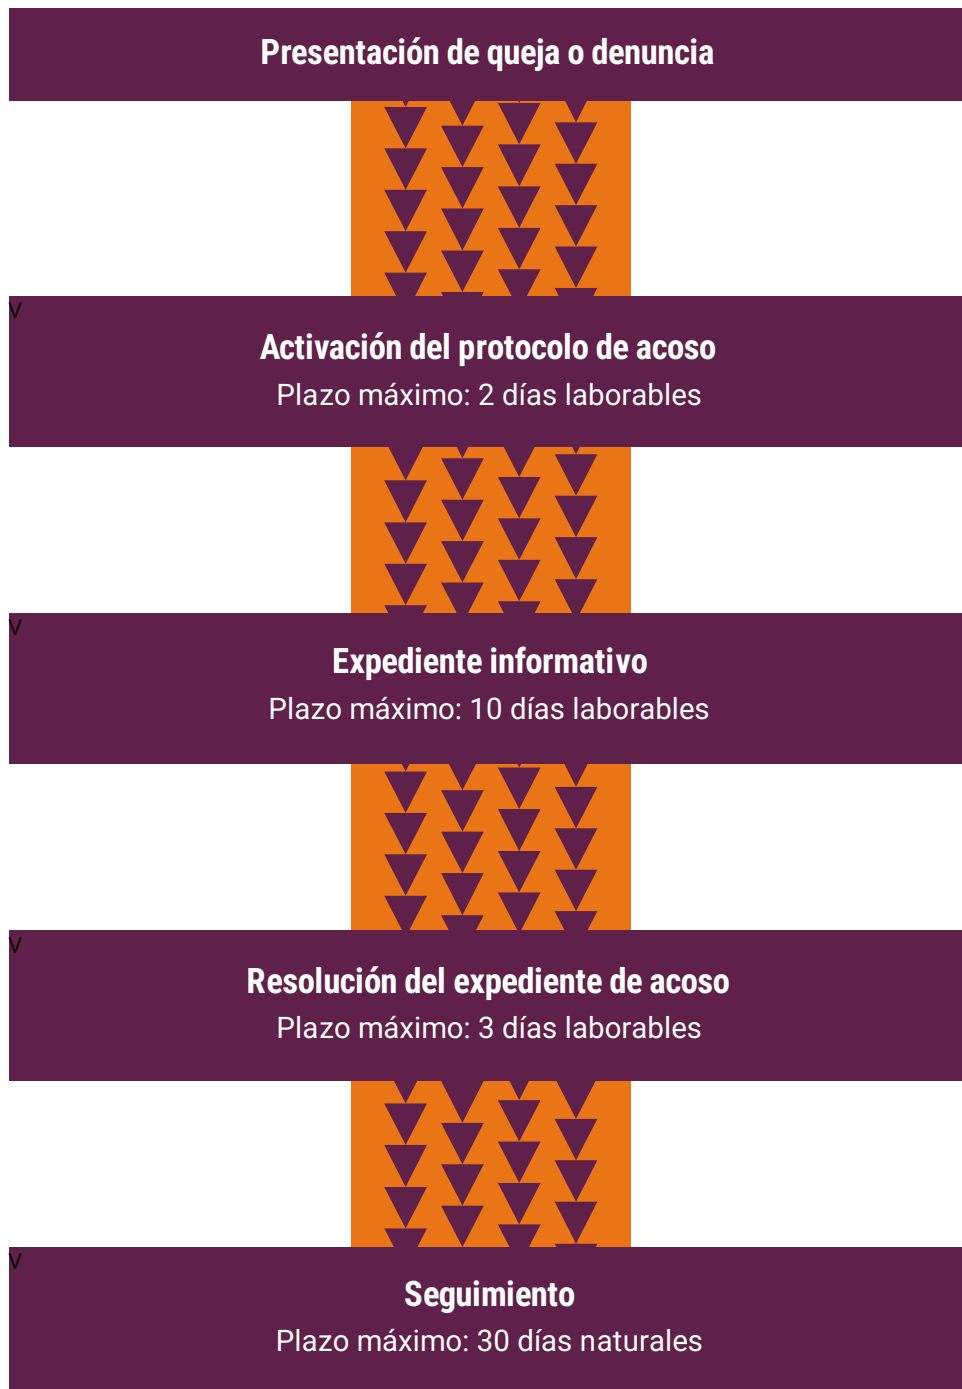 Presentación de queja o denuncia
V
Activación del protocolo de acoso
Plazo máximo: 2 días laborables
V
Expediente informativo
Plazo máximo: 10 días laborables
V
Resolución del expediente de acoso
Plazo máximo: 3 días laborables
V
Seguimiento
Plazo máximo: 30 días naturales